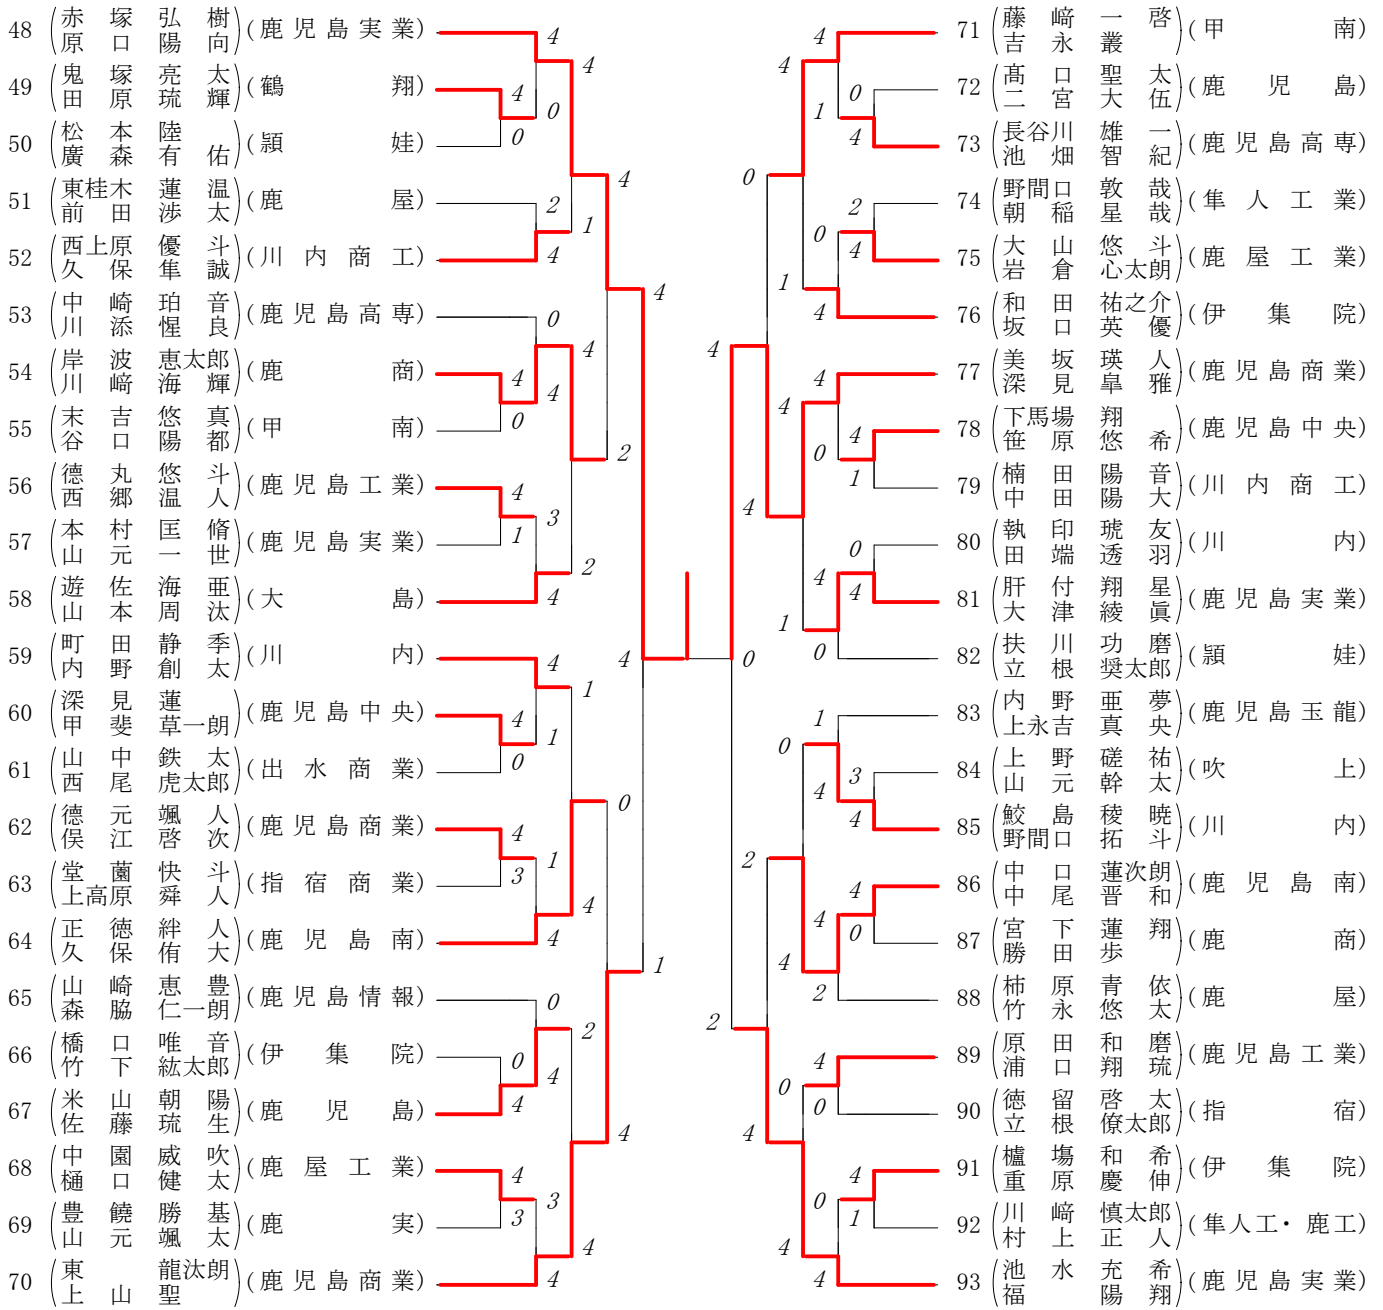 48 赤塚弘樹 原口陽向 (鹿児島実業)
49 鬼塚亮太 田原琉輝 (鶴翔)
50 松本陸 廣森有佑 (頴娃)
51 東桂木蓮温 前田渉太 (鹿屋)
52 西上原優斗 久保隼誠 (川内商工)
53 中崎珀音 川添惺良 (鹿児島高専)
54 岸波恵太郎 川﨑海輝 (鹿商)
55 末吉悠真 谷口陽都 (甲南)
56 德丸悠斗 西郷温人 (鹿児島工業)
57 本村匡脩 山元一世 (鹿児島実業)
58 遊佐海亜 山本周汰 (大島)
59 町田静季 内野創太 (川内)
60 深見蓮 甲斐草一朗 (鹿児島中央)
61 山中鉄太 西尾虎太郎 (出水商業)
62 德元颯人 俣江啓次 (鹿児島商業)
63 堂薗快斗 上高原舜人 (指宿商業)
64 正徳絆人 久保侑大 (鹿児島南)
65 山崎恵豊 森脇仁一朗 (鹿児島情報)
66 橋口唯音 竹下紘太郎 (伊集院)
67 米山朝陽 佐藤琉生 (鹿児島)
68 中園威吹 樋口健太 (鹿屋工業)
69 豊饒勝基 山元颯太 (鹿実)
70 東龍汰朗 上山聖 (鹿児島商業)
4
4
4
0
0
4
2
1
4
4
0
4
4
4
0
2
4
3
1
2
4
4
4
1
4
1
0
0
4
1
3
4
4
1
0
2
0
4
4
4
4
3
3
4
4
71 藤﨑一啓 吉永叢 (甲南)
72 髙口聖太 二宮大伍 (鹿児島)
73 長谷川雄一 池畑智紀 (鹿児島高専)
74 野間口敦哉 朝稲星哉 (隼人工業)
75 大山悠斗 岩倉心太朗 (鹿屋工業)
76 和田祐之介 坂口英優 (伊集院)
77 美坂瑛人 深見皐雅 (鹿児島商業)
78 下馬場翔 笹原悠希 (鹿児島中央)
79 楠田陽音 中田陽大 (川内商工)
80 執印琥友 田端透羽 (川内)
81 肝付翔星 大津綾眞 (鹿児島実業)
82 扶川功磨 立根奨太郎 (頴娃)
83 内野亜夢 上永吉真央 (鹿児島玉龍)
84 上野磋祐 山元幹太 (吹上)
85 鮫島稜暁 野間口拓斗 (川内)
86 中口蓮次朗 中尾晋和 (鹿児島南)
87 宮下蓮翔 勝田歩 (鹿商)
88 柿原青依 竹永悠太 (鹿屋)
89 原田和磨 浦口翔琉 (鹿児島工業)
90 徳留啓太 立根僚太郎 (指宿)
91 櫨場和希 重原慶伸 (伊集院)
92 川﨑慎太郎 村上正人 (隼人工・鹿工)
93 池水充希 福陽翔 (鹿児島実業)
4
4
0
1
4
0
2
0
4
1
4
4
4
4
4
0
1
4
0
4
4
1
0
0
1
0
3
4
4
2
4
4
0
4
2
2
4
0
0
4
4
0
1
4
4